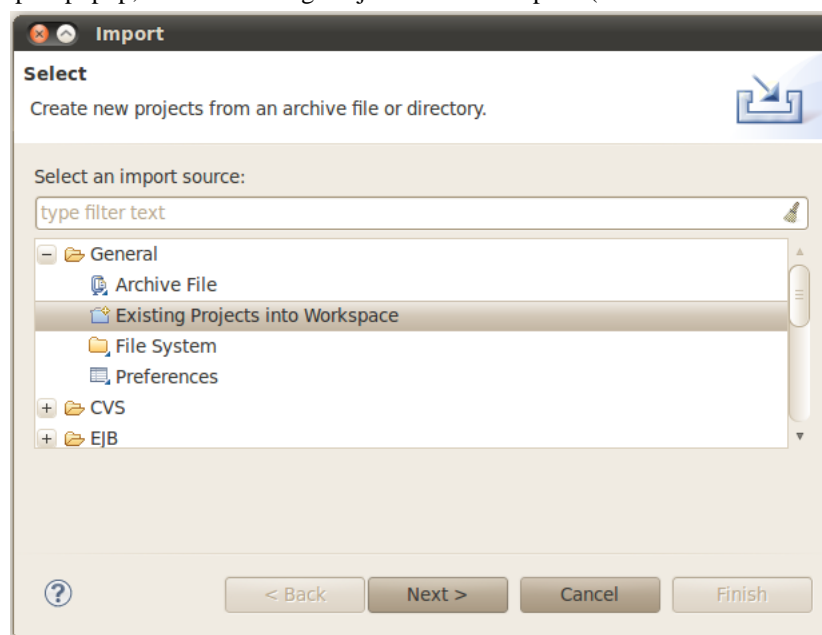 Import
Select
Create new projects from an archive file or directory.
Select an import source:
type filter text
General
Archive File
Existing Projects into Workspace
File System
Preferences
CVS
EJB
< Back Next > Cancel Finish